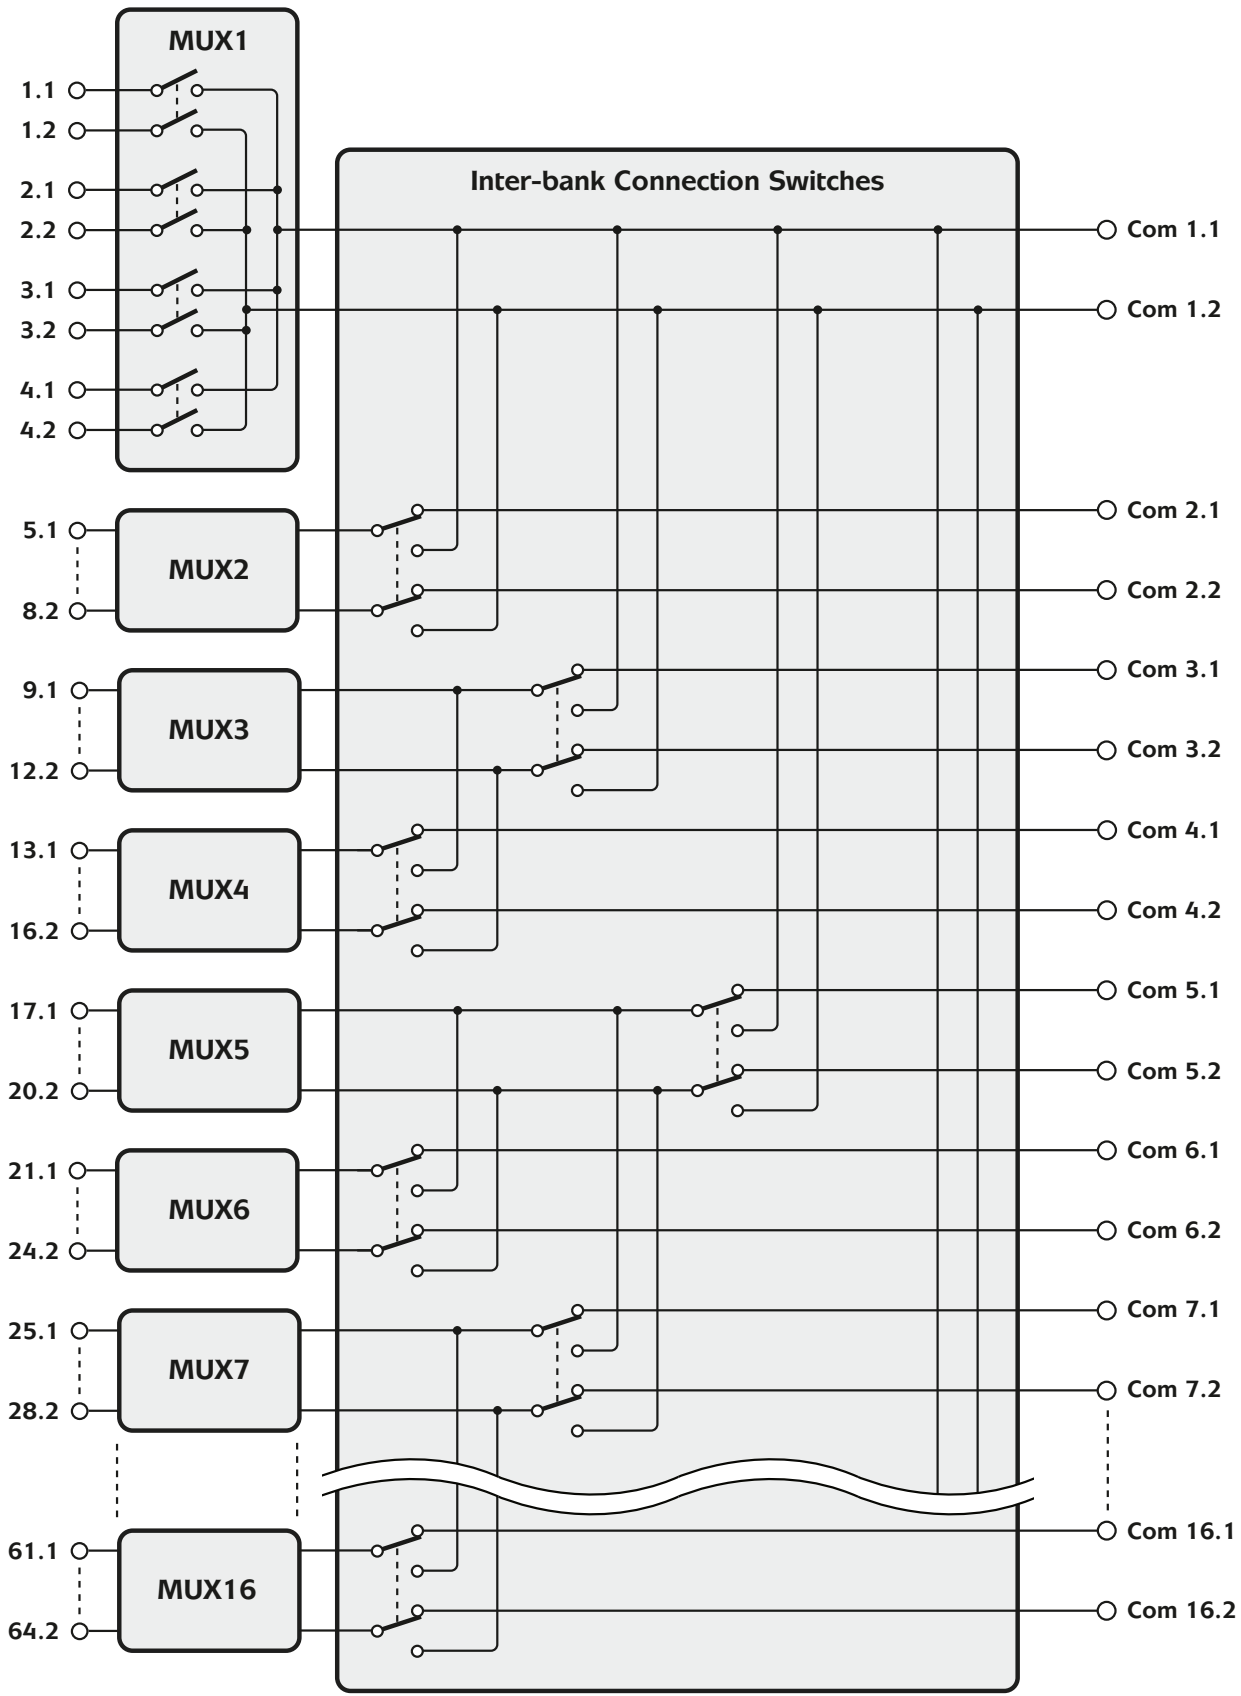 MUX1
1.1
1.2
2.1
2.2
3.1
3.2
4.1
4.2
Inter-bank Connection Switches
Com 1.1
Com 1.2
5.1
MUX2
8.2
Com 2.1
Com 2.2
9.1
MUX3
12.2
Com 3.1
Com 3.2
13.1
MUX4
16.2
Com 4.1
Com 4.2
17.1
MUX5
20.2
Com 5.1
Com 5.2
21.1
MUX6
24.2
Com 6.1
Com 6.2
25.1
MUX7
28.2
Com 7.1
Com 7.2
61.1
MUX16
64.2
Com 16.1
Com 16.2